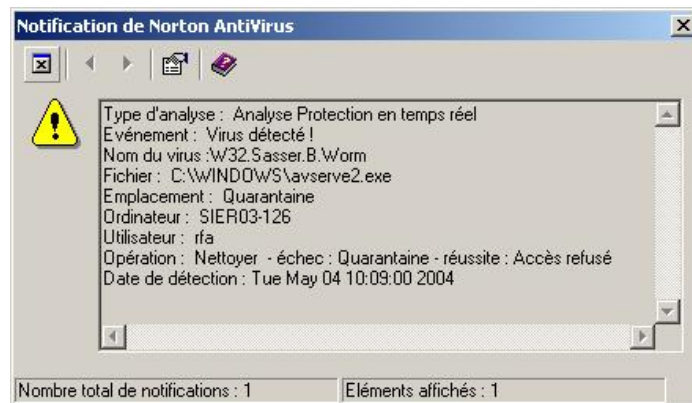 Notification de Norton AntiVirus
Type d'analyse : Analyse Protection en temps réel
Evénement : Virus détecté !
Nom du virus :W32.Sasser.B.Worm
Fichier : C:\WINDOWS\avserve2.exe
Emplacement : Quarantaine
Ordinateur : SIER03-126
Utilisateur : rfa
Opération : Nettoyer - échec : Quarantaine - réussite : Accès refusé
Date de détection : Tue May 04 10:09:00 2004
Nombre total de notifications : 1
Eléments affichés : 1